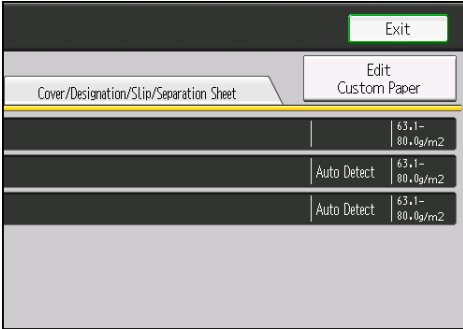 Exit
Edit
Custom Paper
Cover/Designation/Slip/Separation Sheet
63.1-
80.0g/m2
Auto Detect
63.1-
80.0g/m2
Auto Detect
63.1-
80.0g/m2